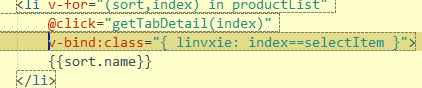 <li v-for="(sort,index) in productList"
@click="getTabDetail(index)"
v-bind:class="{ linvxie: index==selectItem }">
{{sort.name}}
</li>